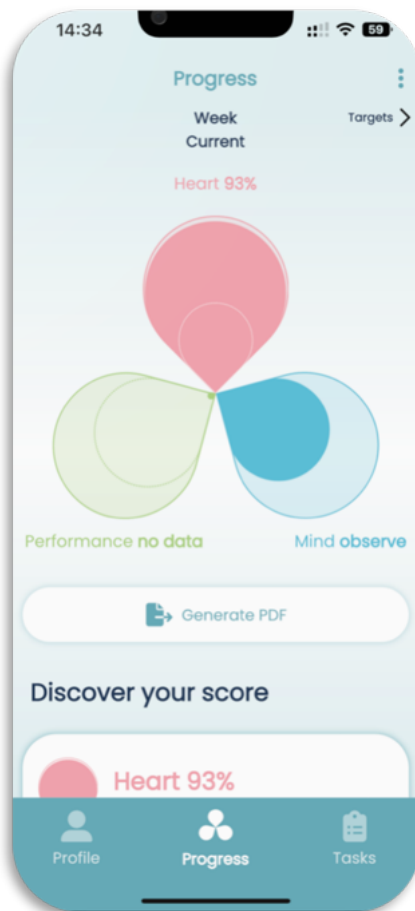 14:34
59
Progress
Week
Targets
Current
Heart 93%
Performance no data
Mind observe
Generate PDF
Discover your score
Heart 93%
Profile
Progress
Tasks